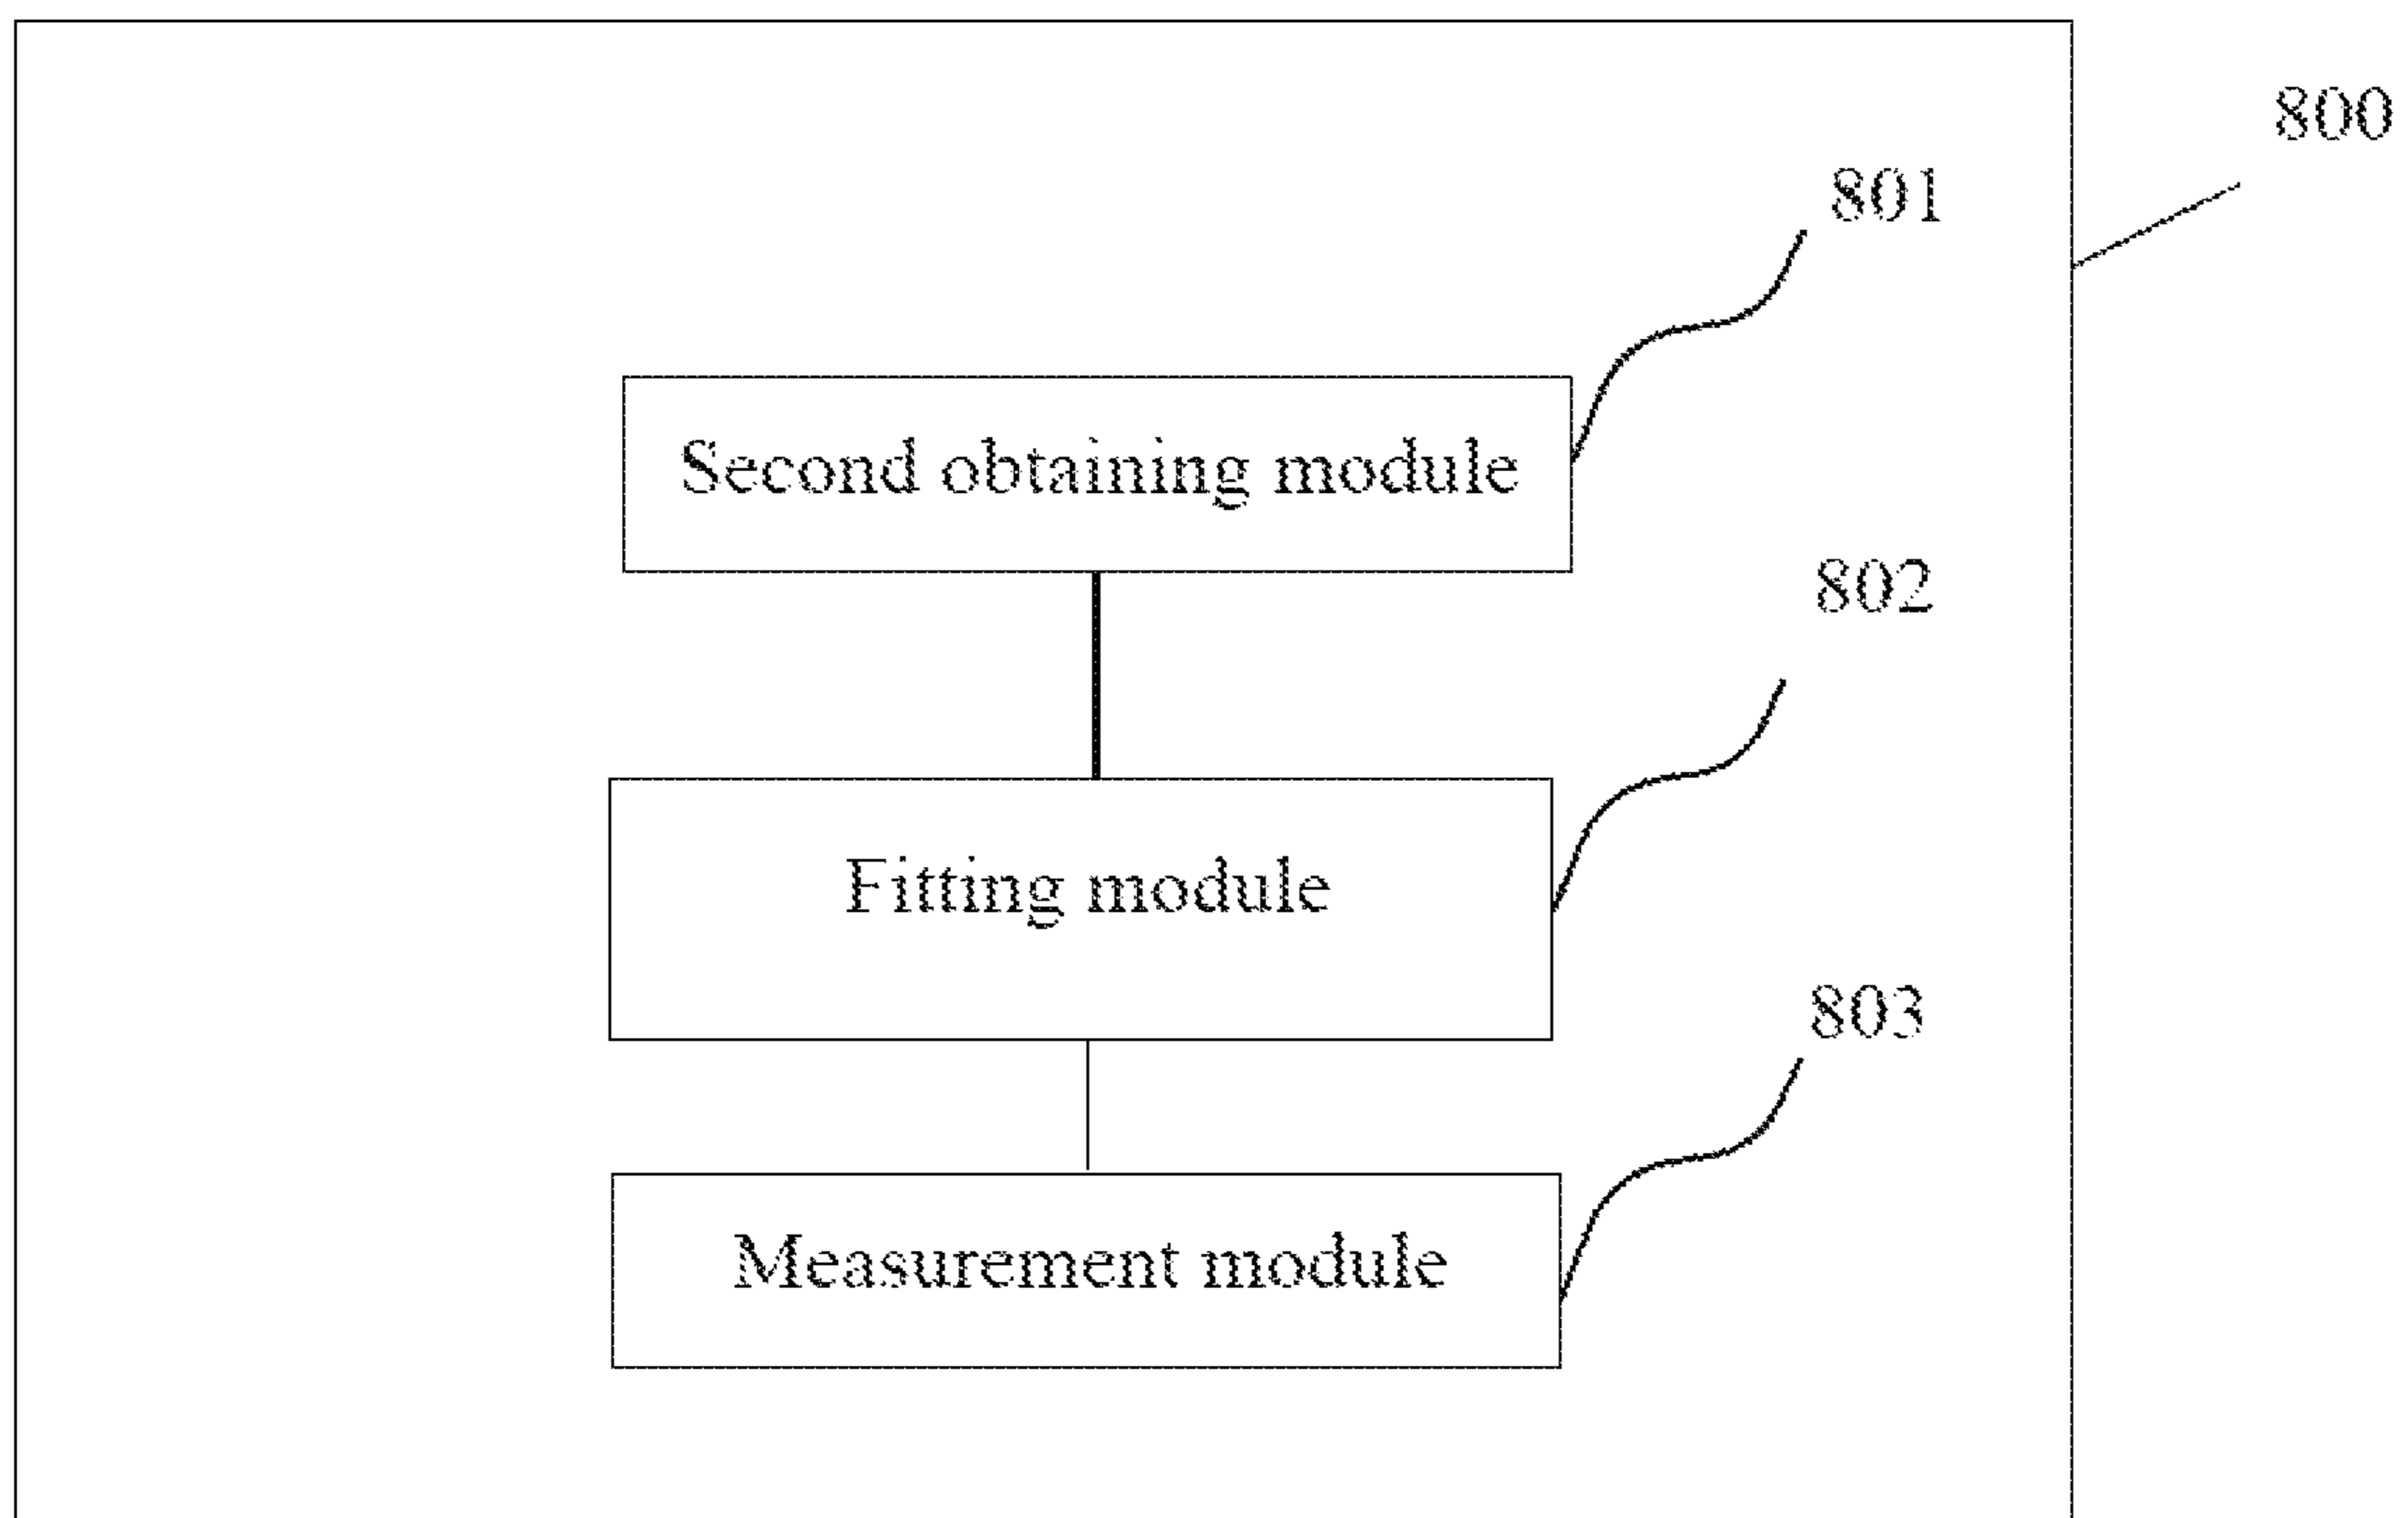 800
801
Second obtaining module
802
Fitting module
803
Measurement module